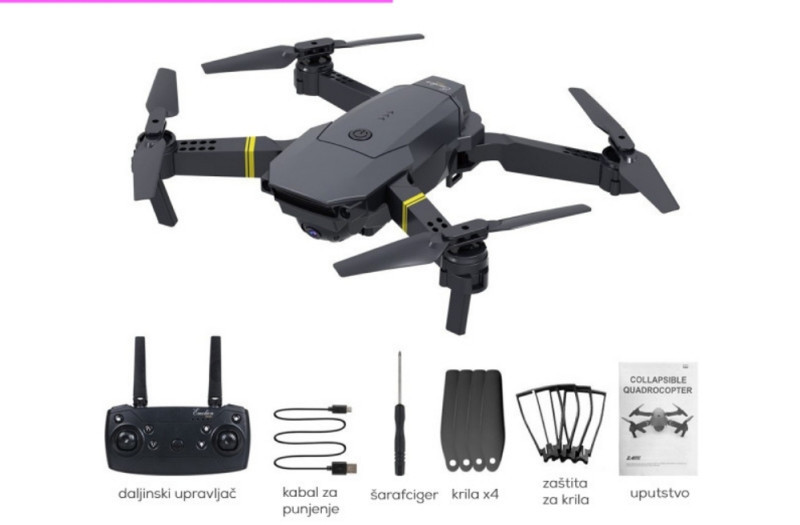 COLLAPSIBLE
QUADROCOPTER
daljinski upravljač
kabal za
punjenje
šarafciger
krila x4
zaštita
za krila
uputstvo